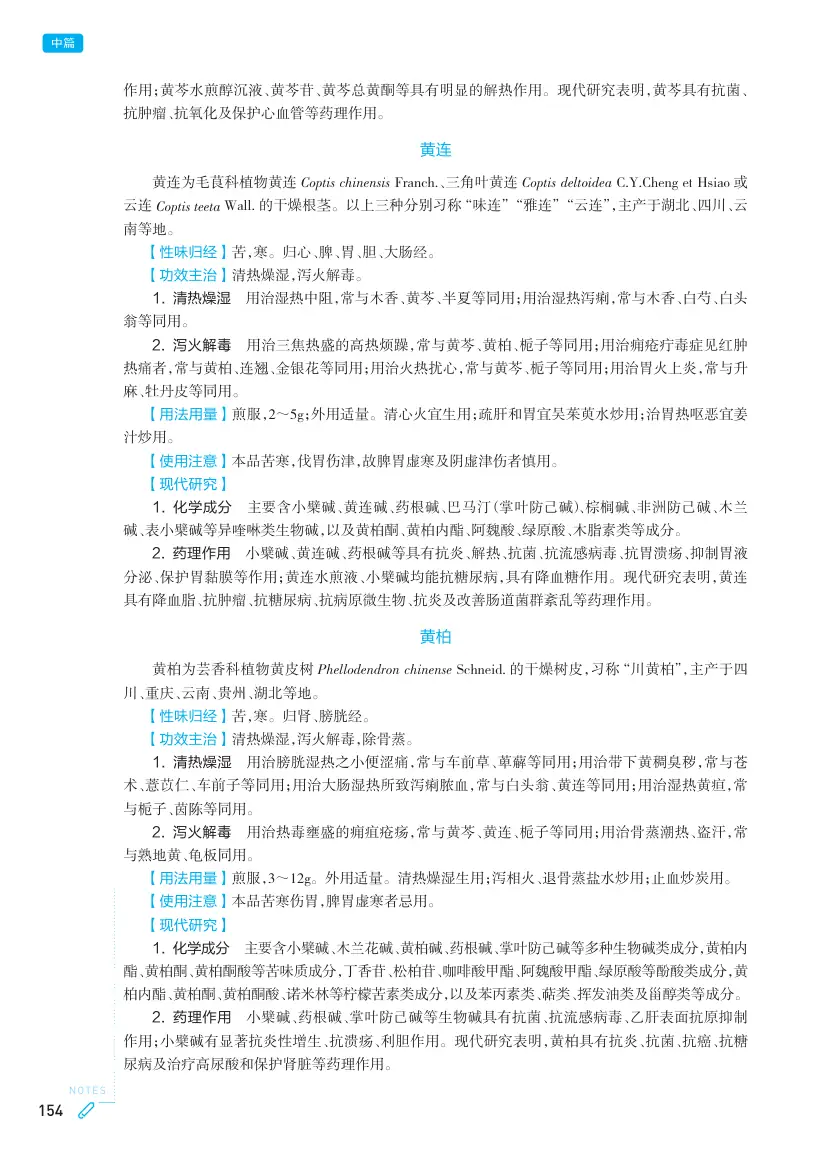 中篇
作用;黄芩水煎醇沉液、黄芩苷、黄芩总黄酮等具有明显的解热作用。现代研究表明,黄芩具有抗菌、
抗肿瘤、抗氧化及保护心血管等药理作用。
黄连
黄连为毛茛科植物黄连 Coptis chinensis Franch.、三角叶黄连 Coptis deltoidea C.Y.Cheng et Hsiao 或
云连 Coptis teeta Wall. 的干燥根茎。以上三种分别习称“味连”“雅连”“云连”,主产于湖北、四川、云
南等地。
【性味归经】苦,寒。归心、脾、胃、胆、大肠经。
【功效主治】清热燥湿,泻火解毒。
1. 清热燥湿 用治湿热中阻,常与木香、黄芩、半夏等同用;用治湿热泻痢,常与木香、白芍、白头
翁等同用。
2. 泻火解毒 用治三焦热盛的高热烦躁,常与黄芩、黄柏、栀子等同用;用治痈疮疔毒症见红肿
热痛者,常与黄柏、连翘、金银花等同用;用治火热扰心,常与黄芩、栀子等同用;用治胃火上炎,常与升
麻、牡丹皮等同用。
【用法用量】煎服,2～5g;外用适量。清心火宜生用;疏肝和胃宜吴茱萸水炒用;治胃热呕恶宜姜
汁炒用。
【使用注意】本品苦寒,伐胃伤津,故脾胃虚寒及阴虚津伤者慎用。
【现代研究】
1. 化学成分 主要含小檗碱、黄连碱、药根碱、巴马汀(掌叶防己碱)、棕榈碱、非洲防己碱、木兰
碱、表小檗碱等异喹啉类生物碱,以及黄柏酮、黄柏内酯、阿魏酸、绿原酸、木脂素类等成分。
2. 药理作用 小檗碱、黄连碱、药根碱等具有抗炎、解热、抗菌、抗流感病毒、抗胃溃疡、抑制胃液
分泌、保护胃黏膜等作用;黄连水煎液、小檗碱均能抗糖尿病,具有降血糖作用。现代研究表明,黄连
具有降血脂、抗肿瘤、抗糖尿病、抗病原微生物、抗炎及改善肠道菌群紊乱等药理作用。
黄柏
黄柏为芸香科植物黄皮树 Phellodendron chinense Schneid. 的干燥树皮,习称“川黄柏”,主产于四
川、重庆、云南、贵州、湖北等地。
【性味归经】苦,寒。归肾、膀胱经。
【功效主治】清热燥湿,泻火解毒,除骨蒸。
1. 清热燥湿 用治膀胱湿热之小便涩痛,常与车前草、萆薢等同用;用治带下黄稠臭秽,常与苍
术、薏苡仁、车前子等同用;用治大肠湿热所致泻痢脓血,常与白头翁、黄连等同用;用治湿热黄疸,常
与栀子、茵陈等同用。
2. 泻火解毒 用治热毒壅盛的痈疽疮疡,常与黄芩、黄连、栀子等同用;用治骨蒸潮热、盗汗,常
与熟地黄、龟板同用。
【用法用量】煎服,3～12g。外用适量。清热燥湿生用;泻相火、退骨蒸盐水炒用;止血炒炭用。
【使用注意】本品苦寒伤胃,脾胃虚寒者忌用。
【现代研究】
1. 化学成分 主要含小檗碱、木兰花碱、黄柏碱、药根碱、掌叶防己碱等多种生物碱类成分,黄柏内
酯、黄柏酮、黄柏酮酸等苦味质成分,丁香苷、松柏苷、咖啡酸甲酯、阿魏酸甲酯、绿原酸等酚酸类成分,黄
柏内酯、黄柏酮、黄柏酮酸、诺米林等柠檬苦素类成分,以及苯丙素类、萜类、挥发油类及甾醇类等成分。
2. 药理作用 小檗碱、药根碱、掌叶防己碱等生物碱具有抗菌、抗流感病毒、乙肝表面抗原抑制
作用;小檗碱有显著抗炎性增生、抗溃疡、利胆作用。现代研究表明,黄柏具有抗炎、抗菌、抗癌、抗糖
尿病及治疗高尿酸和保护肾脏等药理作用。
NOTES
154